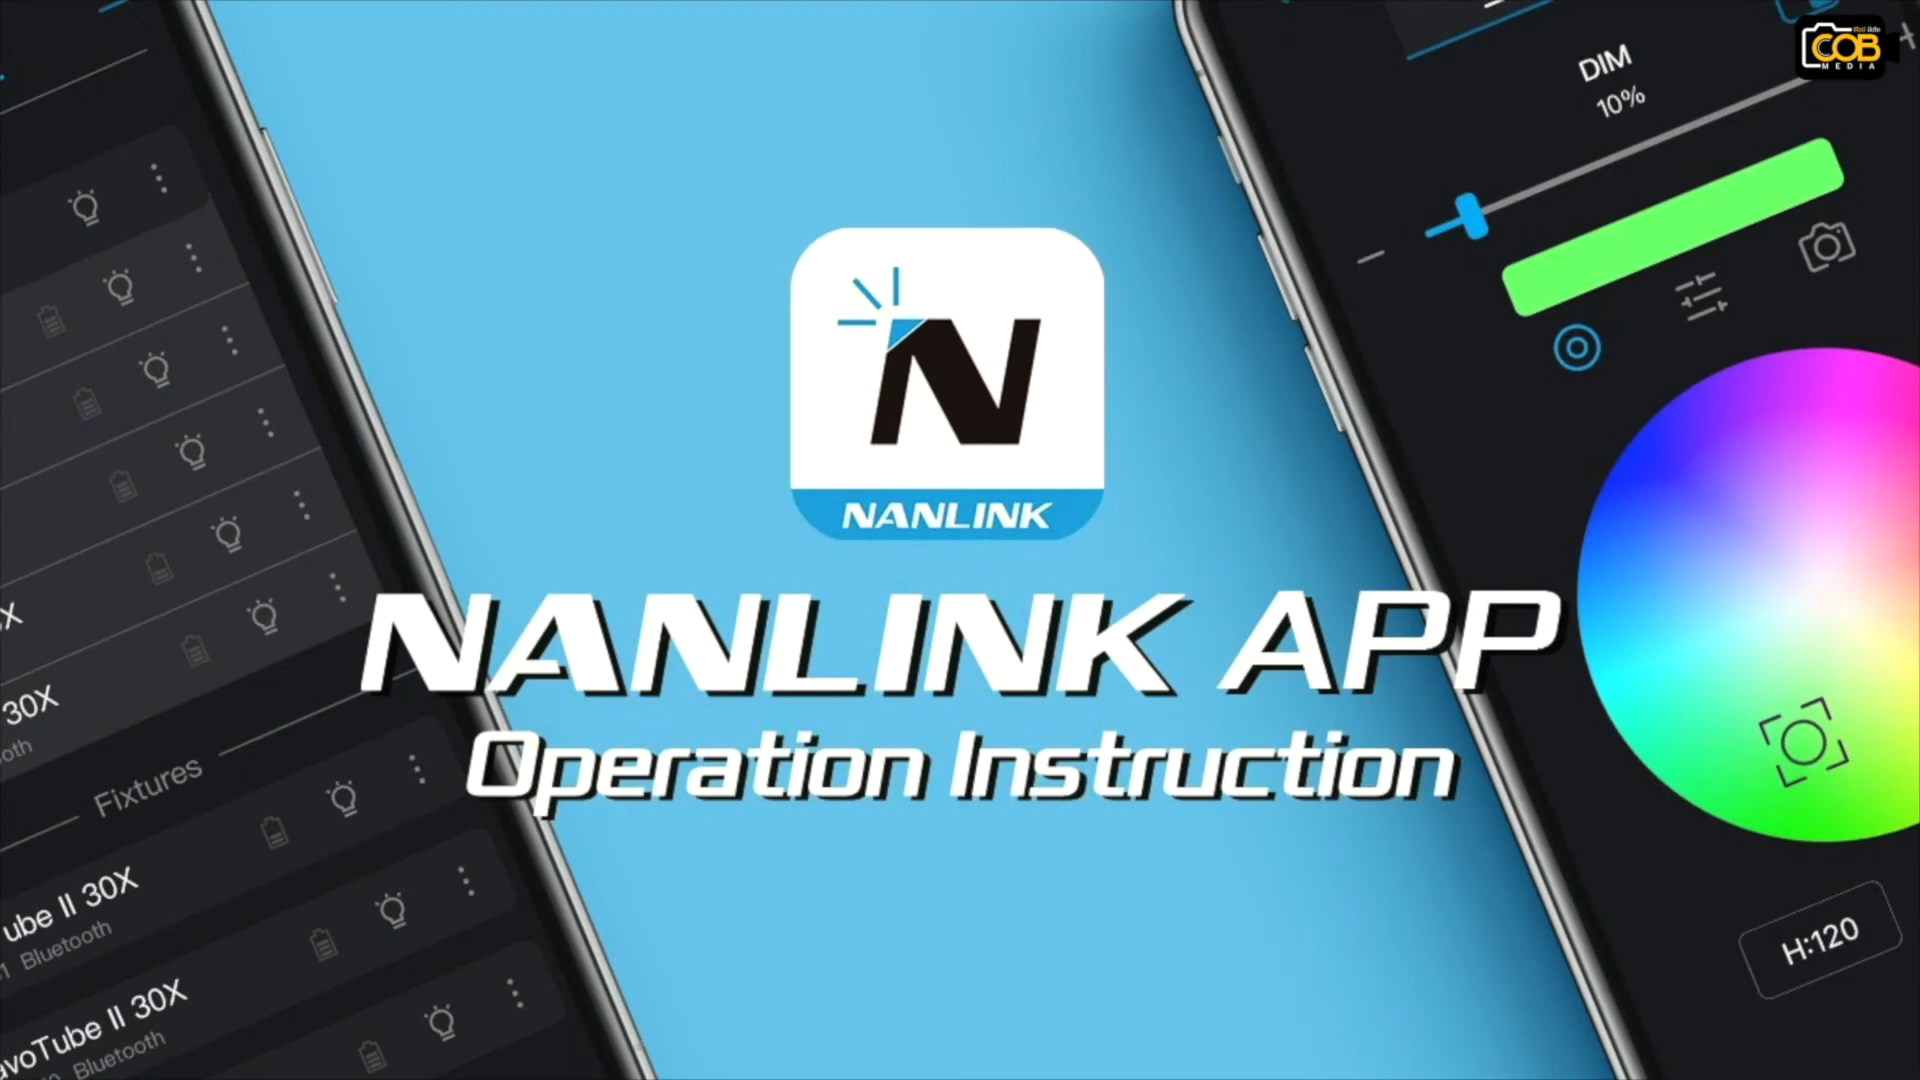 COB
MEDIA
DIM
10%
NANLINK
NANLINK APP
Operation Instruction
30X
Fixtures
ube II 30X
Bluetooth
voTube II 30X
Bluetooth
H:120